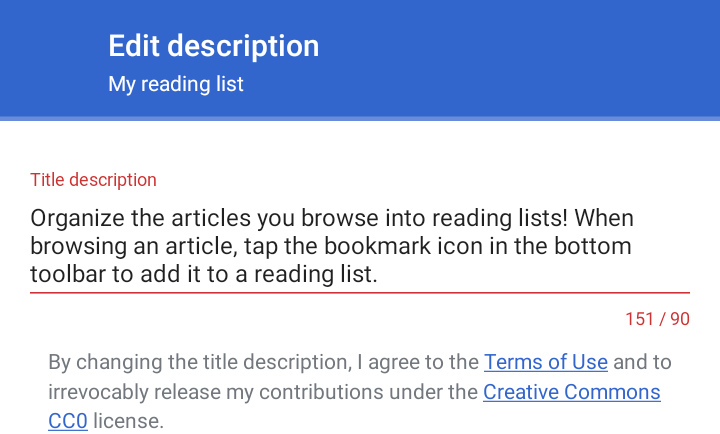 Edit description
My reading list
Title description
Organize the articles you browse into reading lists! When
browsing an article, tap the bookmark icon in the bottom
toolbar to add it to a reading list.
151 / 90
By changing the title description, I agree to the Terms of Use and to
irrevocably release my contributions under the Creative Commons
CC0 license.